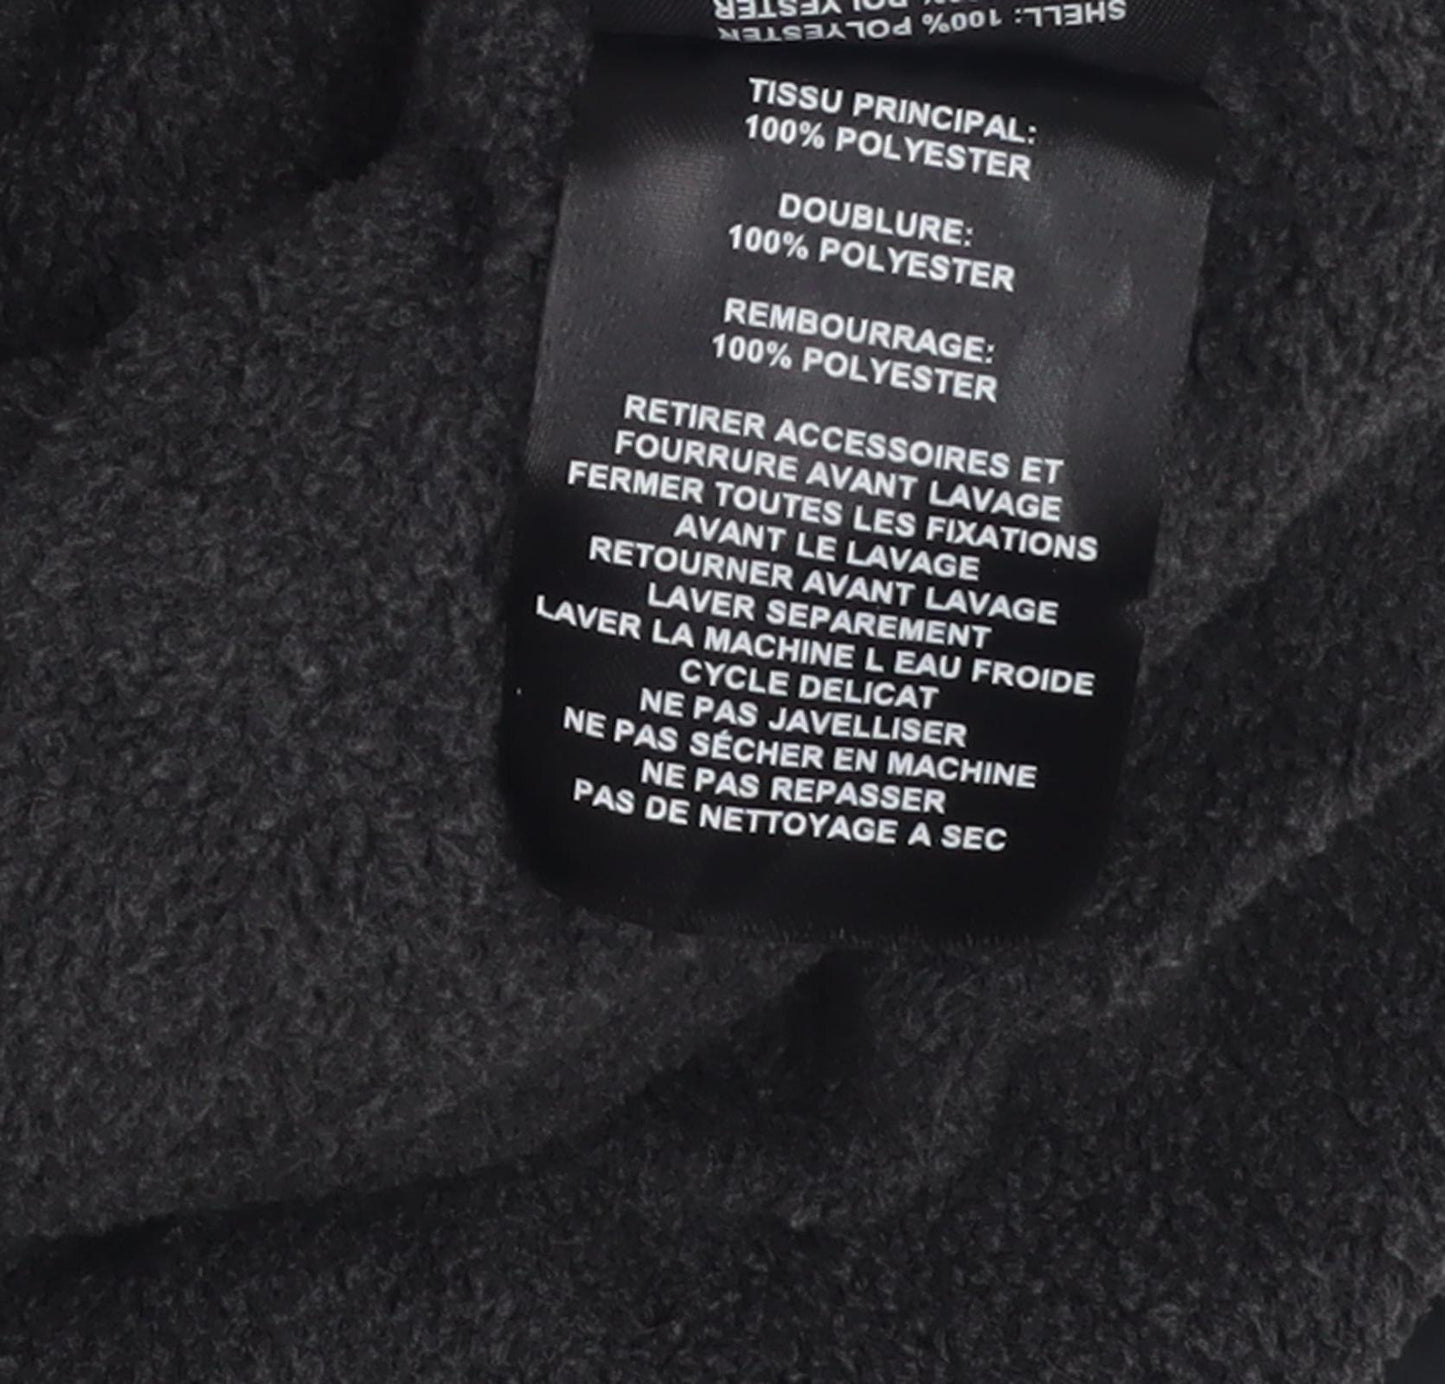 SHELL: 100% POLYESTER
TISSU PRINCIPAL:
100% POLYESTER
DOUBLURE:
100% POLYESTER
REMBOURRAGE:
100% POLYESTER
RETIRER ACCESSOIRES ET
FOURRURE AVANT LAVAGE
FERMER TOUTES LES FIXATIONS
AVANT LE LAVAGE
RETOURNER AVANT LAVAGE
LAVER SEPAREMENT
LAVER LA MACHINE L EAU FROIDE
CYCLE DELICAT
NE PAS JAVELLISER
NE PAS SÉCHER EN MACHINE
NE PAS REPASSER
PAS DE NETTOYAGE A SEC